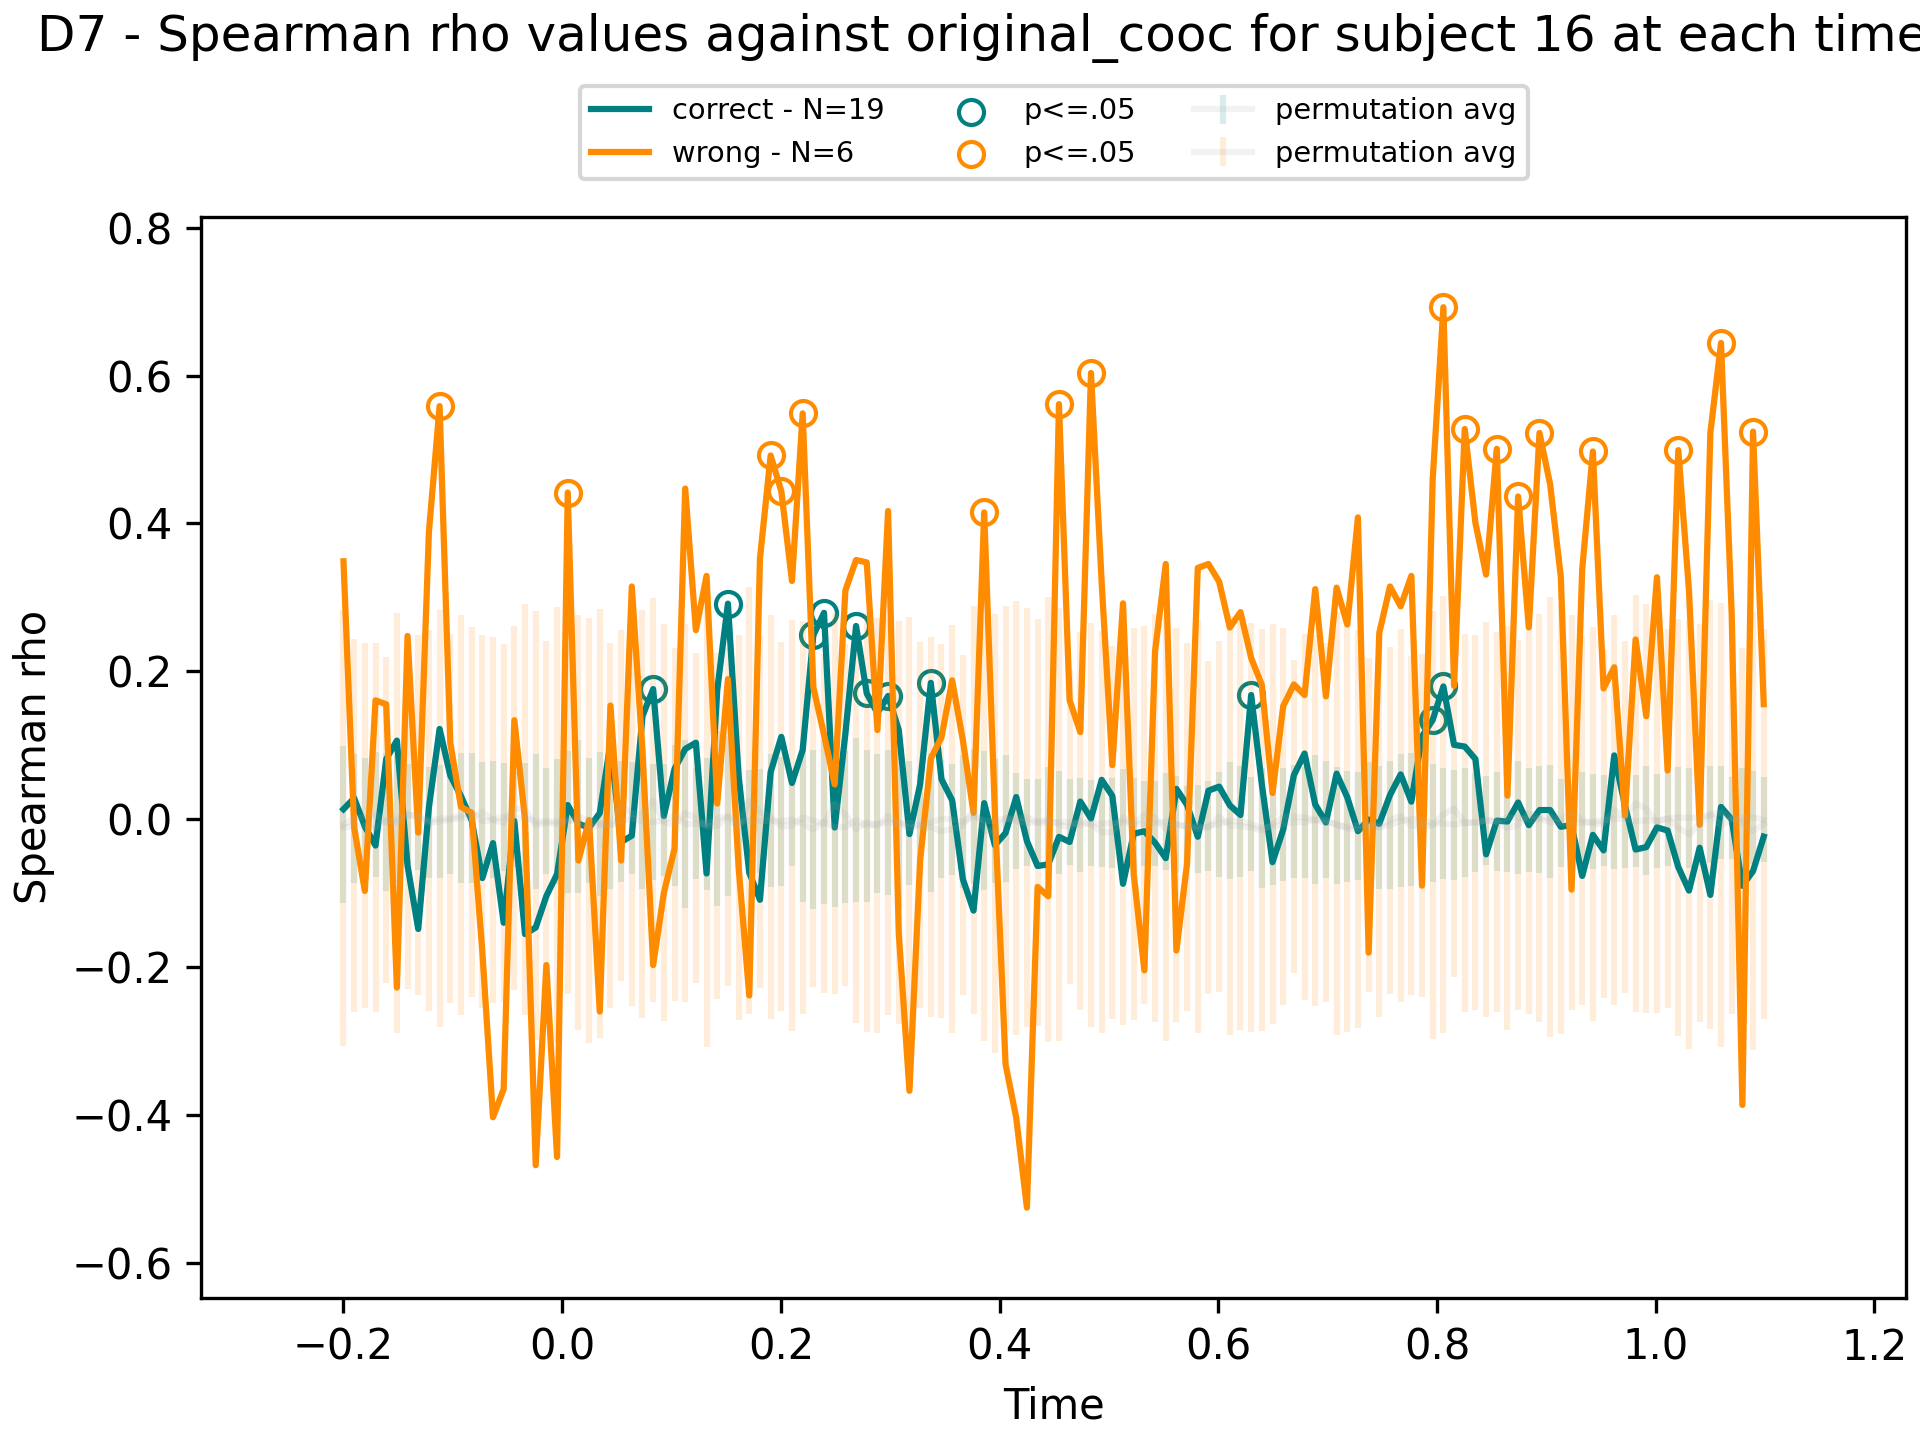 D7 - Spearman rho values against original_cooc for subject 16 at each time
correct - N=19
wrong - N=6
p<=.05
p<=.05
permutation avg
permutation avg
Spearman rho
0.8
0.6
0.4
0.2
0.0
−0.2
−0.4
−0.6
−0.2 0.0 0.2 0.4 0.6 0.8 1.0 1.2
Time